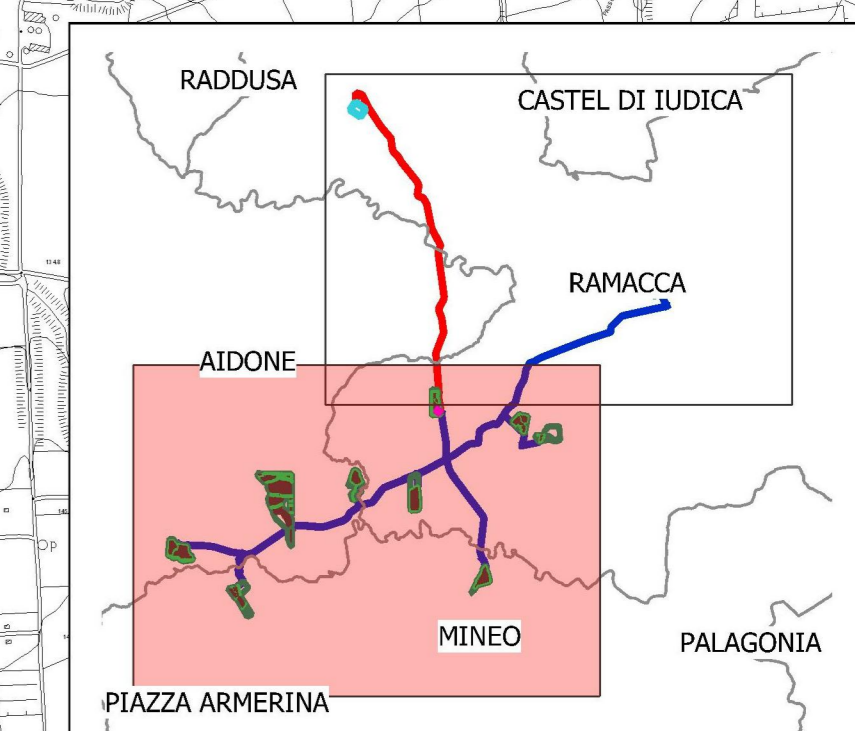 RADDUSA
CASTEL DI IUDICA
RAMACCA
AIDONE
MINEO
PALAGONIA
PIAZZA ARMERINA